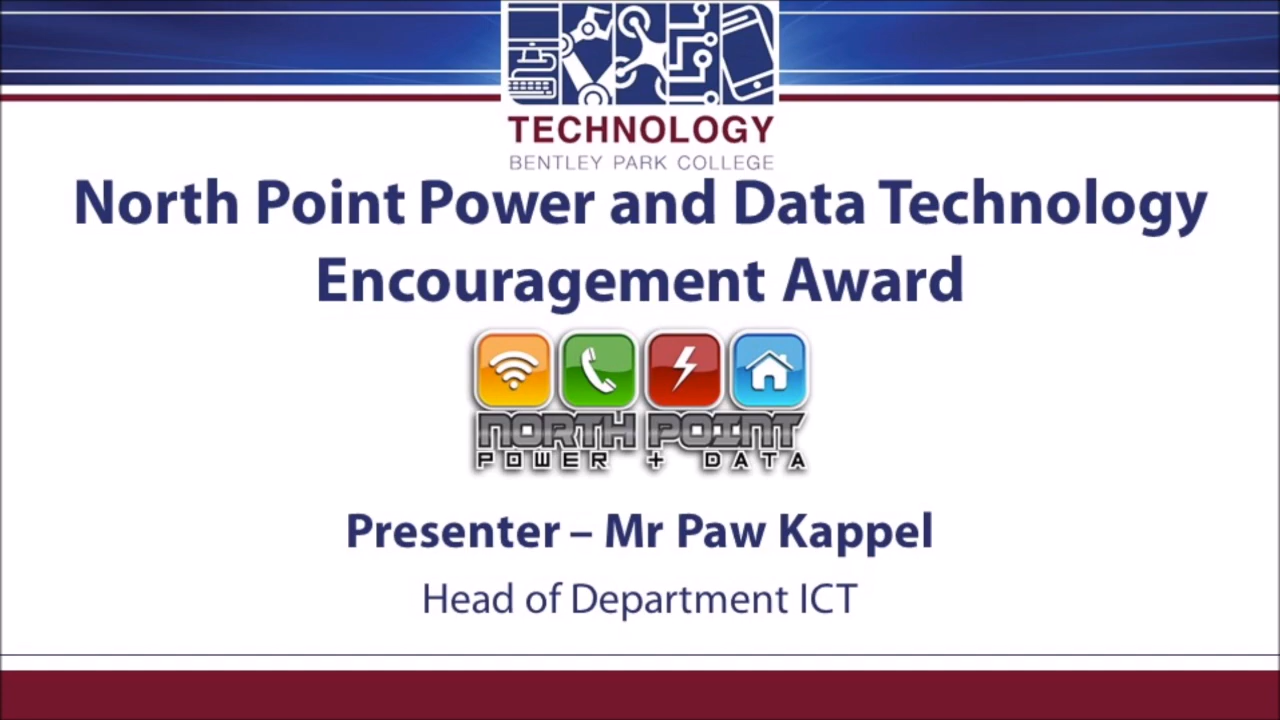 TECHNOLOGY
BENTLEY PARK COLLEGE
North Point Power and Data Technology
Encouragement Award
NORTH POINT
POWER + DATA
Presenter – Mr Paw Kappel
Head of Department ICT